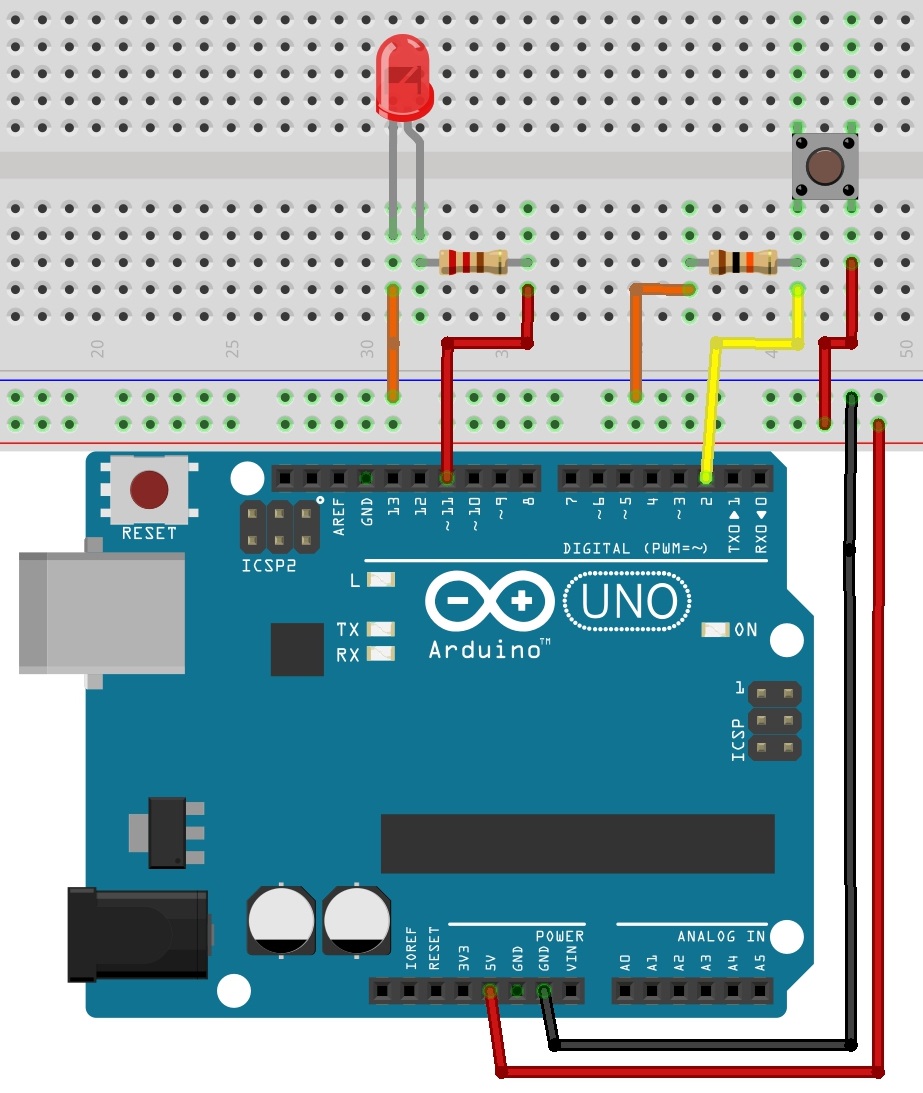 20 25 30 35 4 50
AREF GND 13 12 ~11 ~10 ~9 8 7 ~6 ~5 4 ~3 2 TX0▶1 RX0◀0
RESET
ICSP2
DIGITAL (PWM=~)
L
TX
RX
UNO
Arduino™
ON
1
ICSP
POWER
ANALOG IN
IOREF RESET 3V3 5V GND GND VIN A0 A1 A2 A3 A4 A5